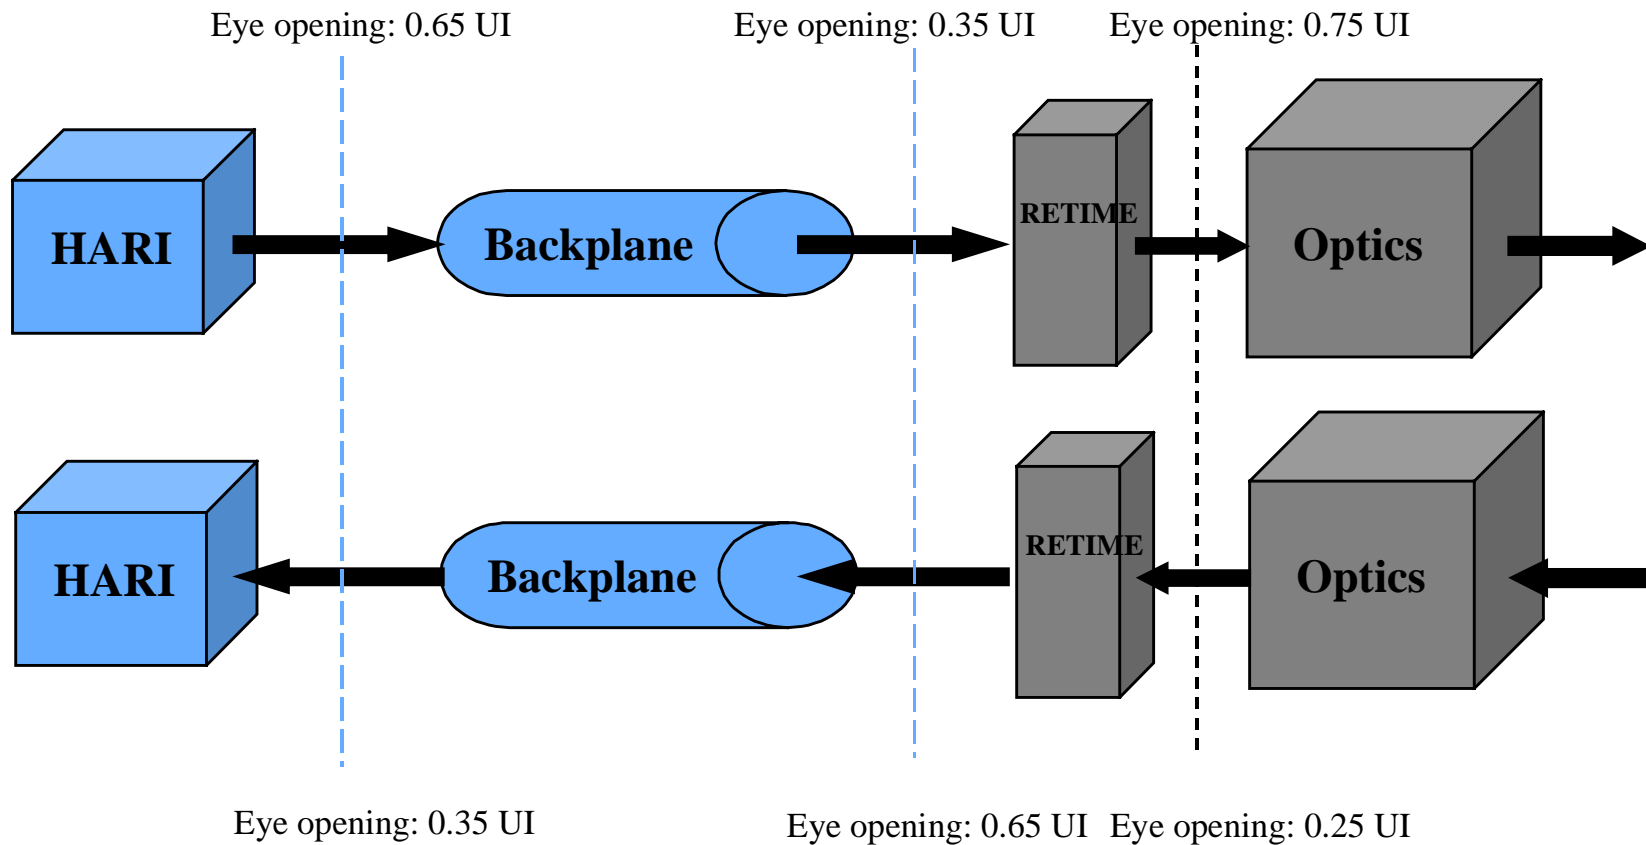 Eye opening: 0.65 UI
Eye opening: 0.35 UI
Eye opening: 0.75 UI
HARI
Backplane
RETIME
Optics
HARI
Backplane
RETIME
Optics
Eye opening: 0.35 UI
Eye opening: 0.65 UI
Eye opening: 0.25 UI